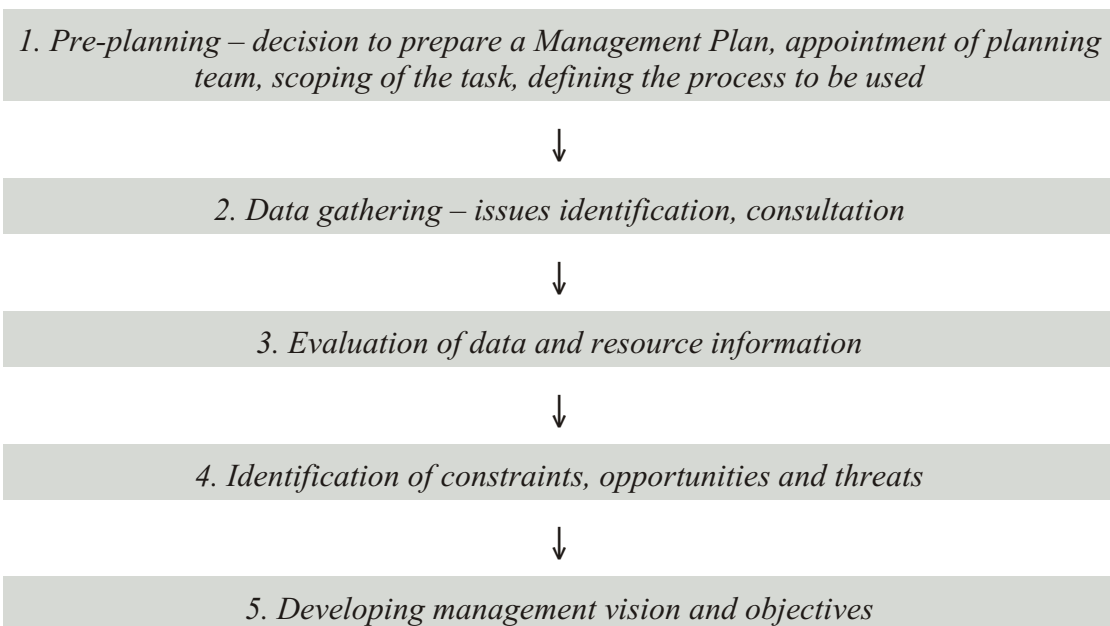 1. Pre-planning – decision to prepare a Management Plan, appointment of planning
team, scoping of the task, defining the process to be used
2. Data gathering – issues identification, consultation
3. Evaluation of data and resource information
4. Identification of constraints, opportunities and threats
5. Developing management vision and objectives